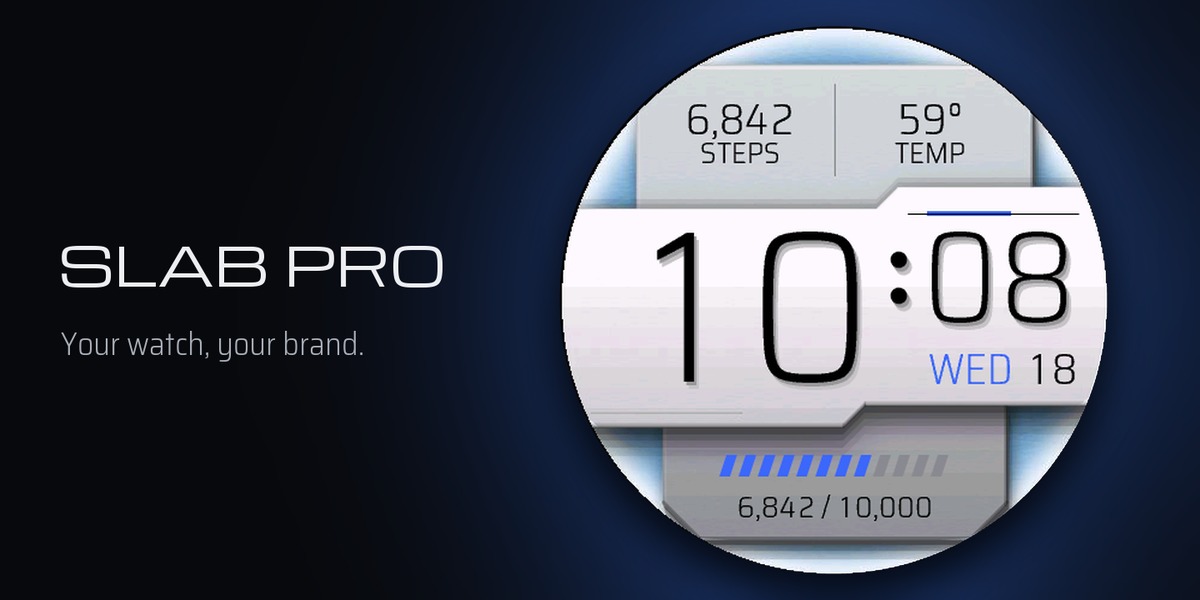 SLAB PRO
Your watch, your brand.
6,842
STEPS
59°
TEMP
10:08
WED 18
6,842 / 10,000